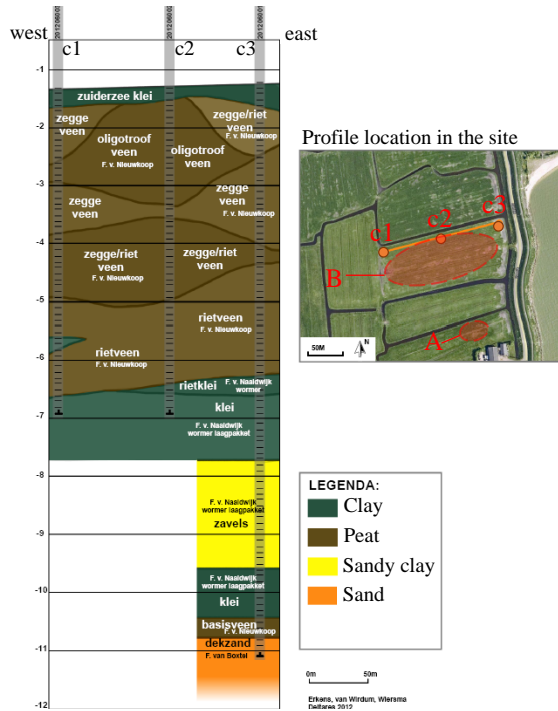 20120601
20120602
20120603
west
east
c1
c2
c3
-1
zuiderzee klei
zegge
veen
zegge/riet
veen
F. v. Nieuwkoop
-2
oligotroof
veen
F. v. Nieuwkoop
oligotroof
veen
-3
zegge
veen
zegge
veen
F. v. Nieuwkoop
-4
zegge/riet
veen
F. v. Nieuwkoop
zegge/riet
veen
F. v. Nieuwkoop
-5
rietveen
F. v. Nieuwkoop
-6
rietveen
F. v. Nieuwkoop
rietklei
F. v. Naaldwijk
wormer
klei
-7
F. v. Naaldwijk
wormer laagpakket
-8
F. v. Naaldwijk
wormer laagpakket
zavels
-9
F. v. Naaldwijk
wormer laagpakket
-10
klei
basisveen
F. v. Nieuwkoop
dekzand
-11
F. van Boxtel
-12
Profile location in the site
c1
c2
c3
B
A
50M
N
LEGENDA:
Clay
Peat
Sandy clay
Sand
0m
50m
Erkens, van Wirdum, Wiersma
Deltares 2012